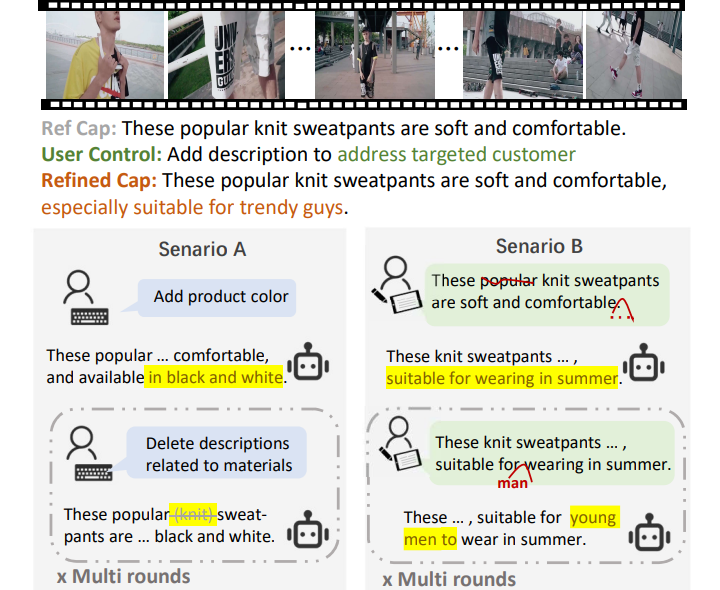 UNIV
ERS
GUI
... ...
Ref Cap: These popular knit sweatpants are soft and comfortable.
User Control: Add description to address targeted customer
Refined Cap: These popular knit sweatpants are soft and comfortable,
especially suitable for trendy guys.
Senario A
Add product color
These popular ... comfortable,
and available in black and white.
Delete descriptions
related to materials
These popular (knit) sweat-
pants are ... black and white.
x Multi rounds
Senario B
These popular knit sweatpants
are soft and comfortable.
...
These knit sweatpants ... ,
suitable for wearing in summer.
These knit sweatpants ... ,
suitable for wearing in summer.
man
These ... , suitable for young
men to wear in summer.
x Multi rounds